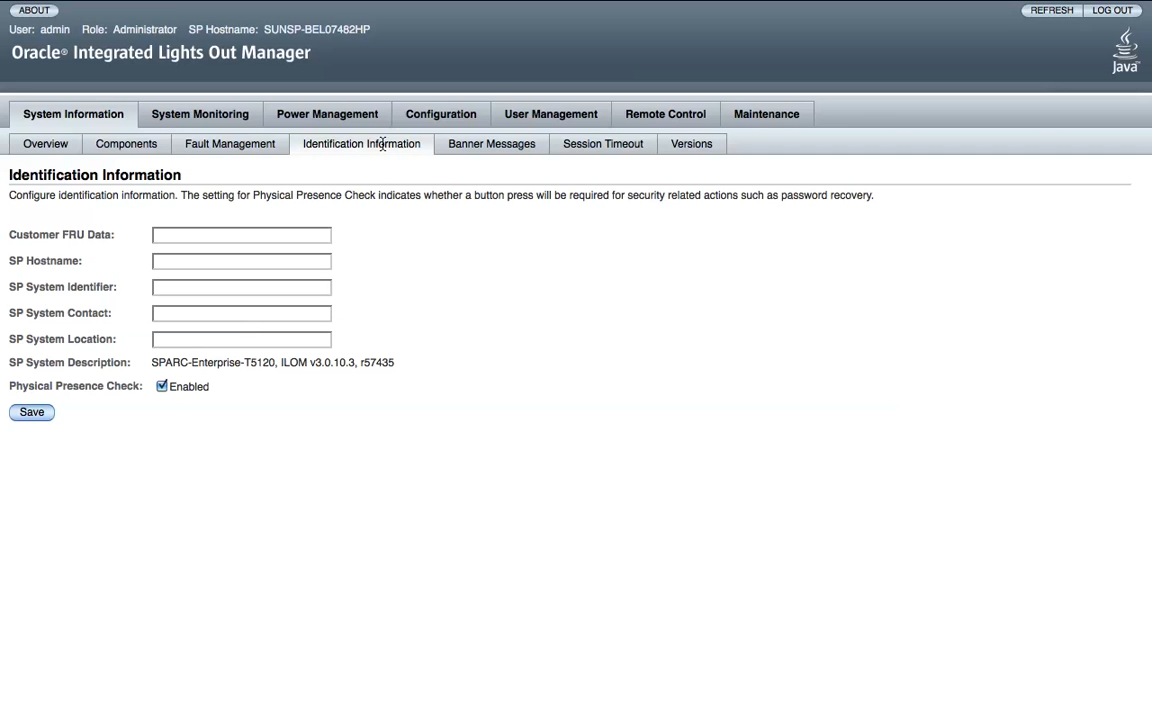 ABOUT
REFRESH LOG OUT
User: admin Role: Administrator SP Hostname: SUNSP-BEL07482HP
Oracle® Integrated Lights Out Manager
Java™
System Information System Monitoring Power Management Configuration User Management Remote Control Maintenance
Overview Components Fault Management Identification Information Banner Messages Session Timeout Versions
Identification Information
Configure identification information. The setting for Physical Presence Check indicates whether a button press will be required for security related actions such as password recovery.
Customer FRU Data:
SP Hostname:
SP System Identifier:
SP System Contact:
SP System Location:
SP System Description: SPARC-Enterprise-T5120, ILOM v3.0.10.3, r57435
Physical Presence Check: Enabled
Save